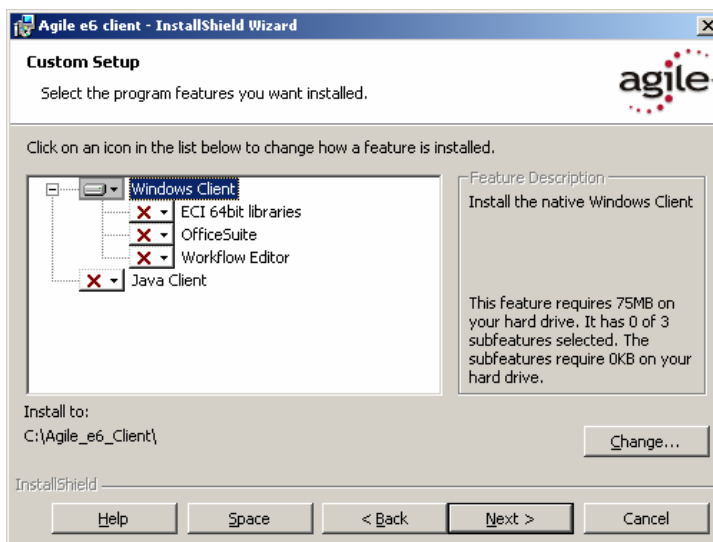 Agile e6 client - InstallShield Wizard
Custom Setup
Select the program features you want installed.
agile
Click on an icon in the list below to change how a feature is installed.
Windows Client
ECI 64bit libraries
OfficeSuite
Workflow Editor
Java Client
Feature Description
Install the native Windows Client
This feature requires 75MB on
your hard drive. It has 0 of 3
subfeatures selected. The
subfeatures require 0KB on your
hard drive.
Install to:
C:\Agile_e6_Client\
Change...
InstallShield
Help
Space
< Back
Next >
Cancel